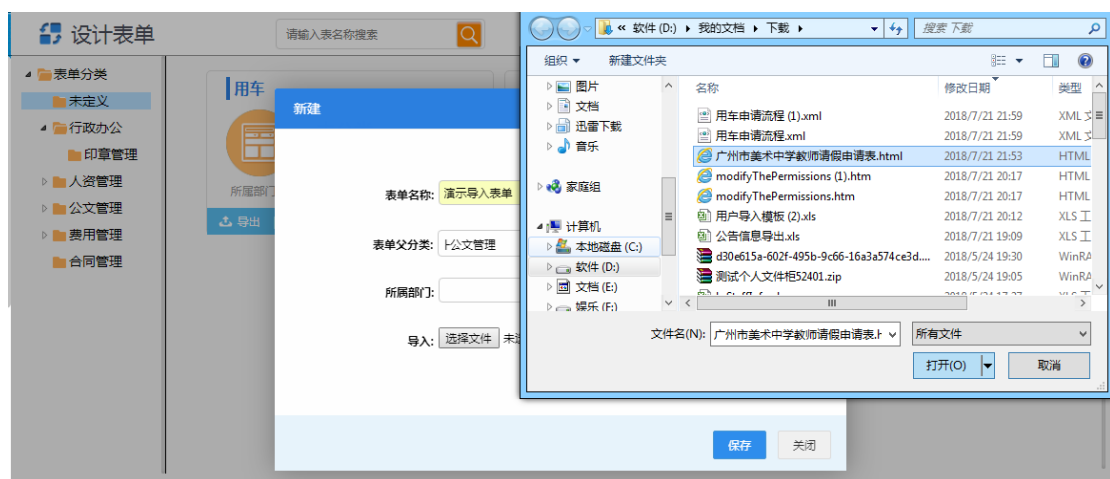 设计表单
请输入表名称搜索
表单分类
未定义
行政办公
印章管理
人资管理
公文管理
费用管理
合同管理
用车
所属部门
导出
新建
表单名称: 演示导入表单
表单父分类: ├公文管理
所属部门:
导入: 选择文件
保存 关闭
« 软件 (D:) 我的文档 下载
搜索 下载
组织 新建文件夹
图片
文档
迅雷下载
音乐
家庭组
计算机
本地磁盘 (C:)
软件 (D:)
文档 (E:)
娱乐 (F:)
名称 修改日期 类型
用车申请流程 (1).xml 2018/7/21 21:59 XML 文
用车申请流程.xml 2018/7/21 21:59 XML 文
广州市美术中学教师请假申请表.html 2018/7/21 21:53 HTML
modifyThePermissions (1).htm 2018/7/21 20:17 HTML
modifyThePermissions.htm 2018/7/21 20:17 HTML
用户导入模板 (2).xls 2018/7/21 20:12 XLS 工
公告信息导出.xls 2018/7/21 19:09 XLS 工
d30e615a-602f-495b-9c66-16a3a574ce3d.... 2018/5/24 19:30 WinRA
测试个人文件柜52401.zip 2018/5/24 19:05 WinRA
文件名(N): 广州市美术中学教师请假申请表.h 所有文件
打开(O) 取消